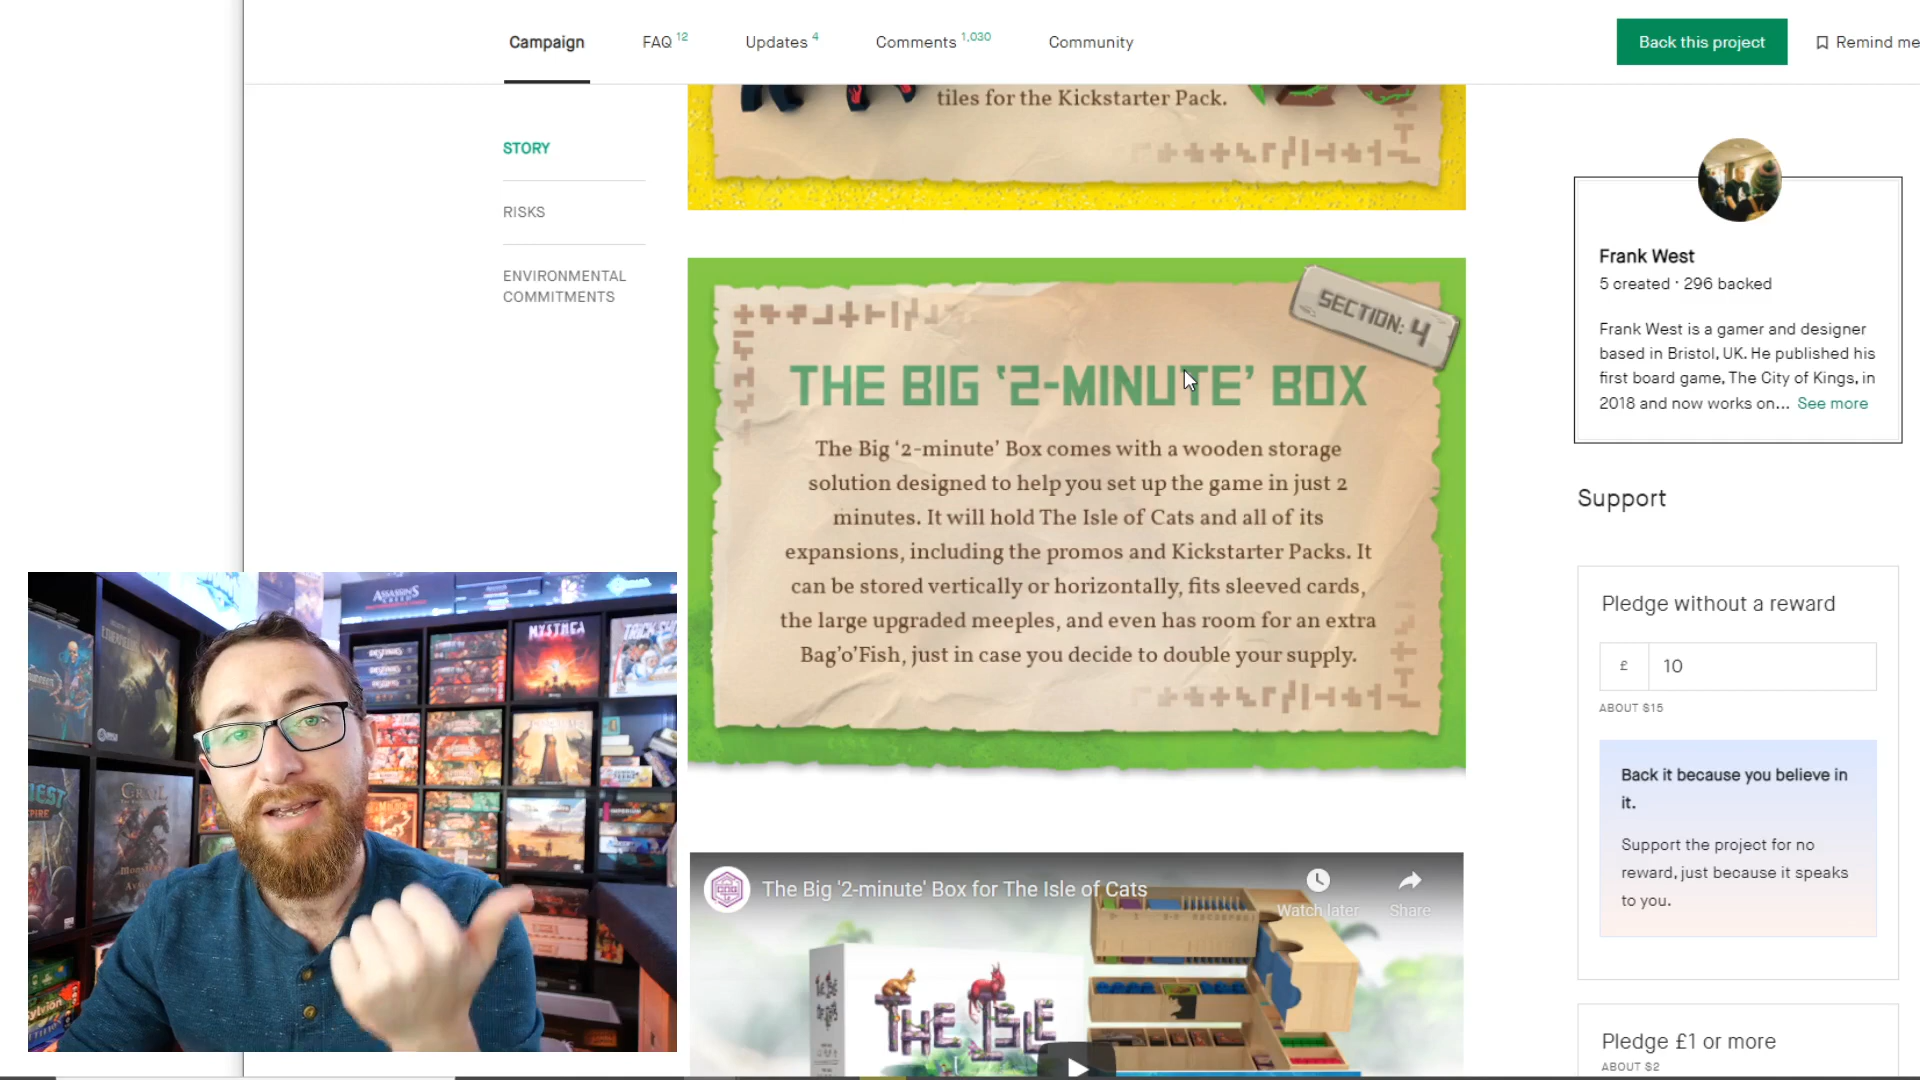 Campaign
FAQ 12
Updates 4
Comments 1,030
Community
Back this project
Remind me
STORY
RISKS
ENVIRONMENTAL
COMMITMENTS
tiles for the Kickstarter Pack.
SECTION: 4
THE BIG ‘2-MINUTE’ BOX
The Big ‘2-minute’ Box comes with a wooden storage
solution designed to help you set up the game in just 2
minutes. It will hold The Isle of Cats and all of its
expansions, including the promos and Kickstarter Packs. It
can be stored vertically or horizontally, fits sleeved cards,
the large upgraded meeples, and even has room for an extra
Bag’o’Fish, just in case you decide to double your supply.
The Big '2-minute' Box for The Isle of Cats
Watch later
Share
THE ISLE
Frank West
5 created · 296 backed
Frank West is a gamer and designer
based in Bristol, UK. He published his
first board game, The City of Kings, in
2018 and now works on... See more
Support
Pledge without a reward
£ 10
ABOUT $15
Back it because you believe in
it.
Support the project for no
reward, just because it speaks
to you.
Pledge £1 or more
ABOUT $2
ASSASSIN'S
MYSTHEA